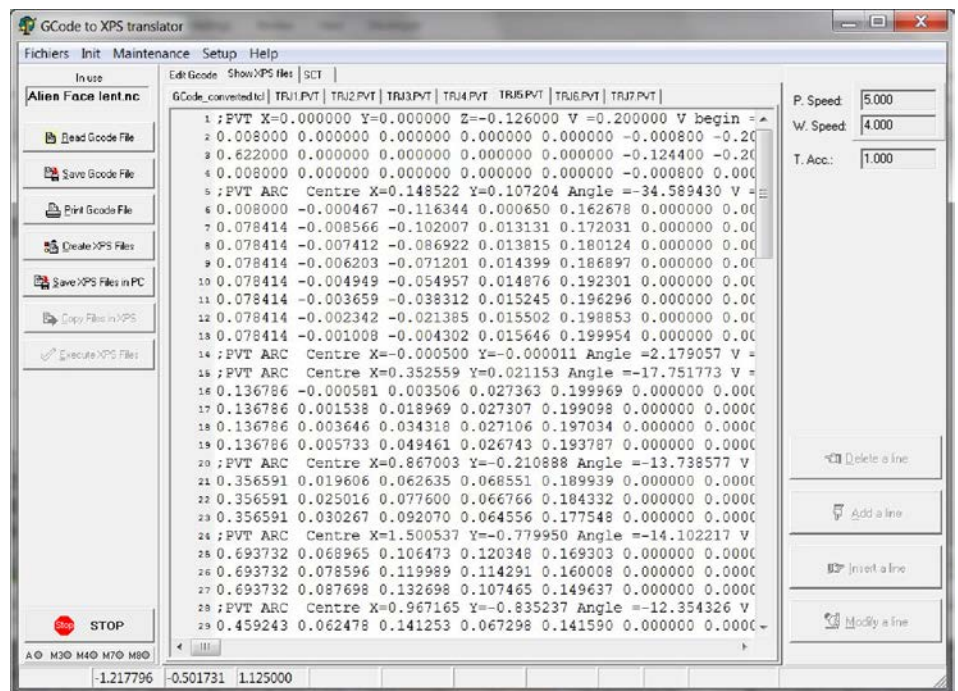 GCode to XPS translator
Fichiers Init Maintenance Setup Help
In use
Alien Face lent.nc
Read Gcode File
Save Gcode File
Print Gcode File
Create XPS Files
Save XPS Files in PC
Copy Files in XPS
Execute XPS Files
Stop STOP
A M3 M4 M7 M8
Edit Gcode Show XPS files SCT
GCode_converted.tcl TRJ1.PVT TRJ2.PVT TRJ3.PVT TRJ4.PVT TRJ5.PVT TRJ6.PVT TRJ7.PVT
1 ;PVT X=0.000000 Y=0.000000 Z=-0.126000 V =0.200000 V begin =
2 0.008000 0.000000 0.000000 0.000000 0.000000 -0.000800 -0.20
3 0.622000 0.000000 0.000000 0.000000 0.000000 -0.124400 -0.20
4 0.008000 0.000000 0.000000 0.000000 0.000000 -0.000800 0.000
5 ;PVT ARC Centre X=0.148522 Y=0.107204 Angle =-34.589430 V =
6 0.008000 -0.000467 -0.116344 0.000650 0.162678 0.000000 0.00
7 0.078414 -0.008566 -0.102007 0.013131 0.172031 0.000000 0.00
8 0.078414 -0.007412 -0.086922 0.013815 0.180124 0.000000 0.00
9 0.078414 -0.006203 -0.071201 0.014399 0.186897 0.000000 0.00
10 0.078414 -0.004949 -0.054957 0.014876 0.192301 0.000000 0.00
11 0.078414 -0.003659 -0.038312 0.015245 0.196296 0.000000 0.00
12 0.078414 -0.002342 -0.021385 0.015502 0.198853 0.000000 0.00
13 0.078414 -0.001008 -0.004302 0.015646 0.199954 0.000000 0.00
14 ;PVT ARC Centre X=-0.000500 Y=-0.000011 Angle =2.179057 V =
15 ;PVT ARC Centre X=0.352559 Y=0.021153 Angle =-17.751773 V =
16 0.136786 -0.000581 0.003506 0.027363 0.199969 0.000000 0.000
17 0.136786 0.001538 0.018969 0.027307 0.199098 0.000000 0.0000
18 0.136786 0.003646 0.034318 0.027106 0.197034 0.000000 0.0000
19 0.136786 0.005733 0.049461 0.026743 0.193787 0.000000 0.0000
20 ;PVT ARC Centre X=0.867003 Y=-0.210888 Angle =-13.738577 V
21 0.356591 0.019606 0.062635 0.068551 0.189939 0.000000 0.0000
22 0.356591 0.025016 0.077600 0.066766 0.184332 0.000000 0.0000
23 0.356591 0.030267 0.092070 0.064556 0.177548 0.000000 0.0000
24 ;PVT ARC Centre X=1.500537 Y=-0.779950 Angle =-14.102217 V
25 0.693732 0.068965 0.106473 0.120348 0.169303 0.000000 0.0000
26 0.693732 0.078596 0.119989 0.114291 0.160008 0.000000 0.0000
27 0.693732 0.087698 0.132698 0.107465 0.149637 0.000000 0.0000
28 ;PVT ARC Centre X=0.967165 Y=-0.835237 Angle =-12.354326 V
29 0.459243 0.062478 0.141253 0.067298 0.141590 0.000000 0.0000
P. Speed: 5.000
W. Speed: 4.000
T. Acc.: 1.000
Delete a line
Add a line
Insert a line
Modify a line
-1.217796 -0.501731 1.125000